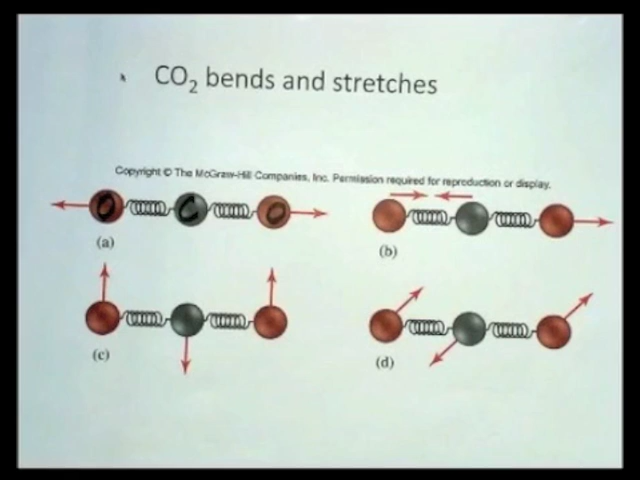 CO₂ bends and stretches
Copyright © The McGraw-Hill Companies, Inc. Permission required for reproduction or display.
O C O
(a)
(b)
(c)
(d)